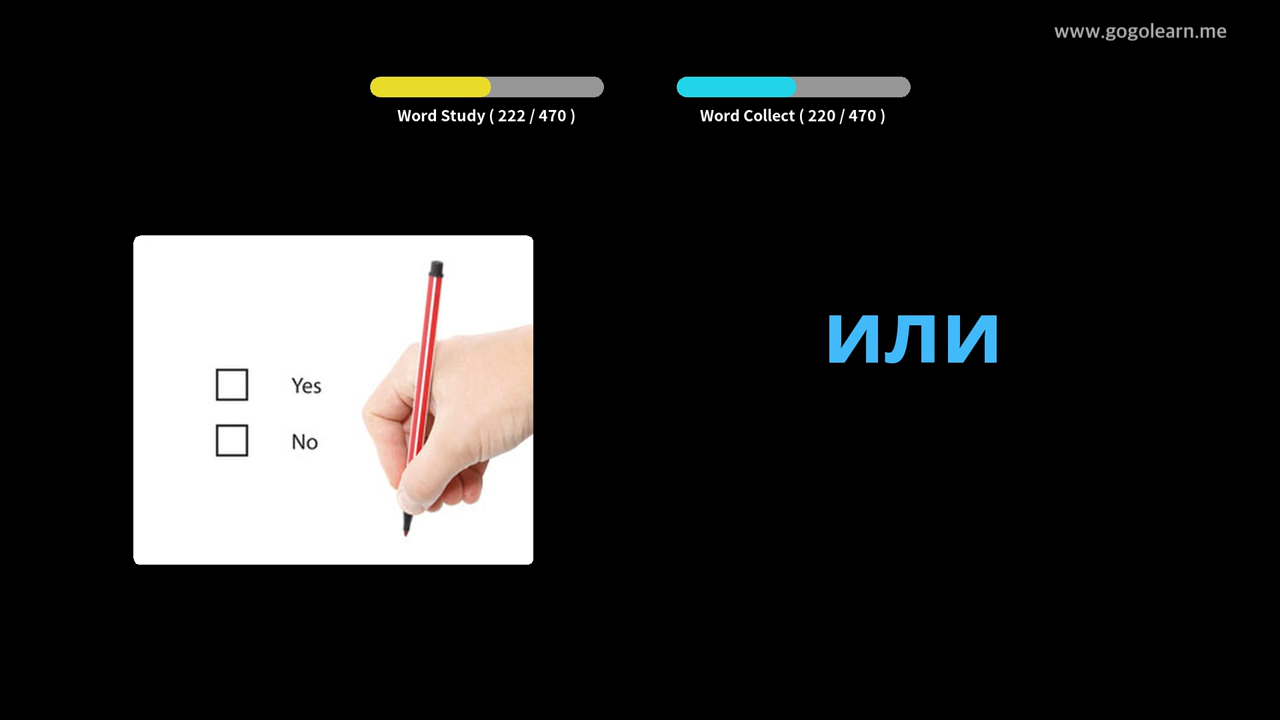 www.gogolearn.me
Word Study ( 222 / 470 )
Word Collect ( 220 / 470 )
Yes
No
или